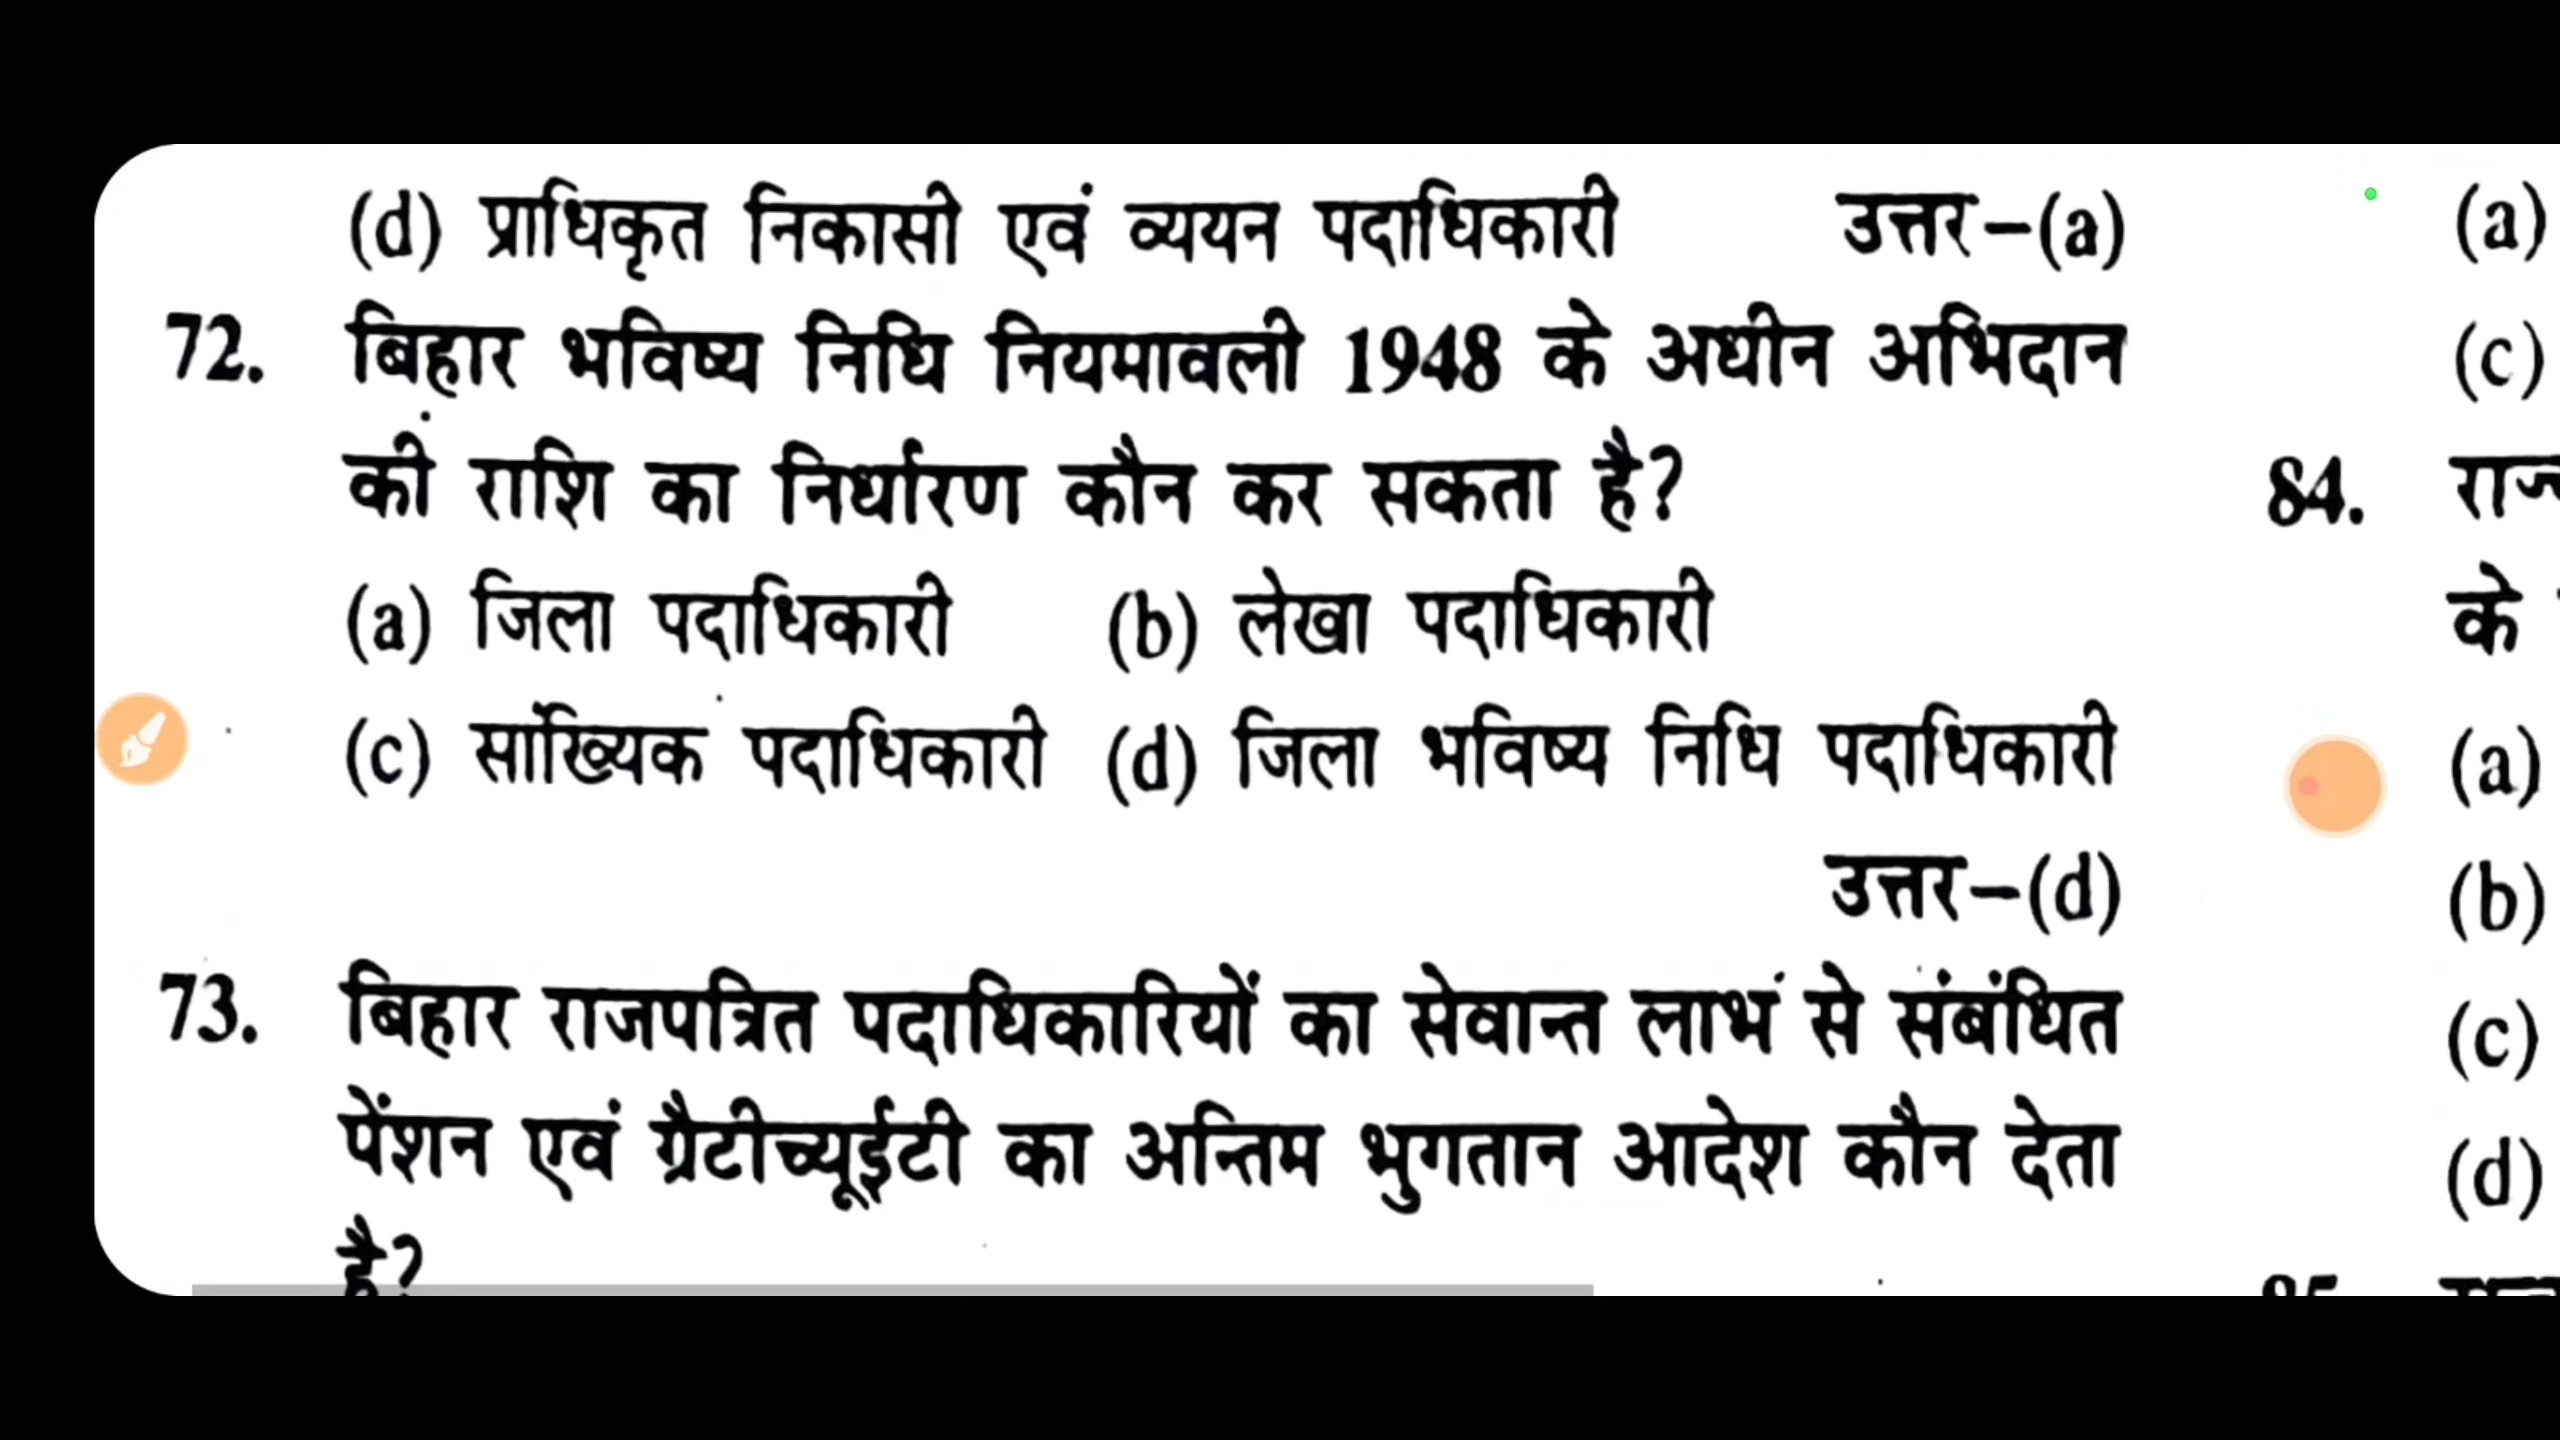 (d) प्राधिकृत निकासी एवं व्ययन पदाधिकारी उत्तर–(a)
72. बिहार भविष्य निधि नियमावली 1948 के अधीन अभिदान
की राशि का निर्धारण कौन कर सकता है?
(a) जिला पदाधिकारी (b) लेखा पदाधिकारी
(c) सांख्यिक पदाधिकारी (d) जिला भविष्य निधि पदाधिकारी
उत्तर–(d)
73. बिहार राजपत्रित पदाधिकारियों का सेवान्त लाभ से संबंधित
पेंशन एवं ग्रैटीच्यूईटी का अन्तिम भुगतान आदेश कौन देता
है?
(a)
(c)
84.
के
(a)
(b)
(c)
(d)